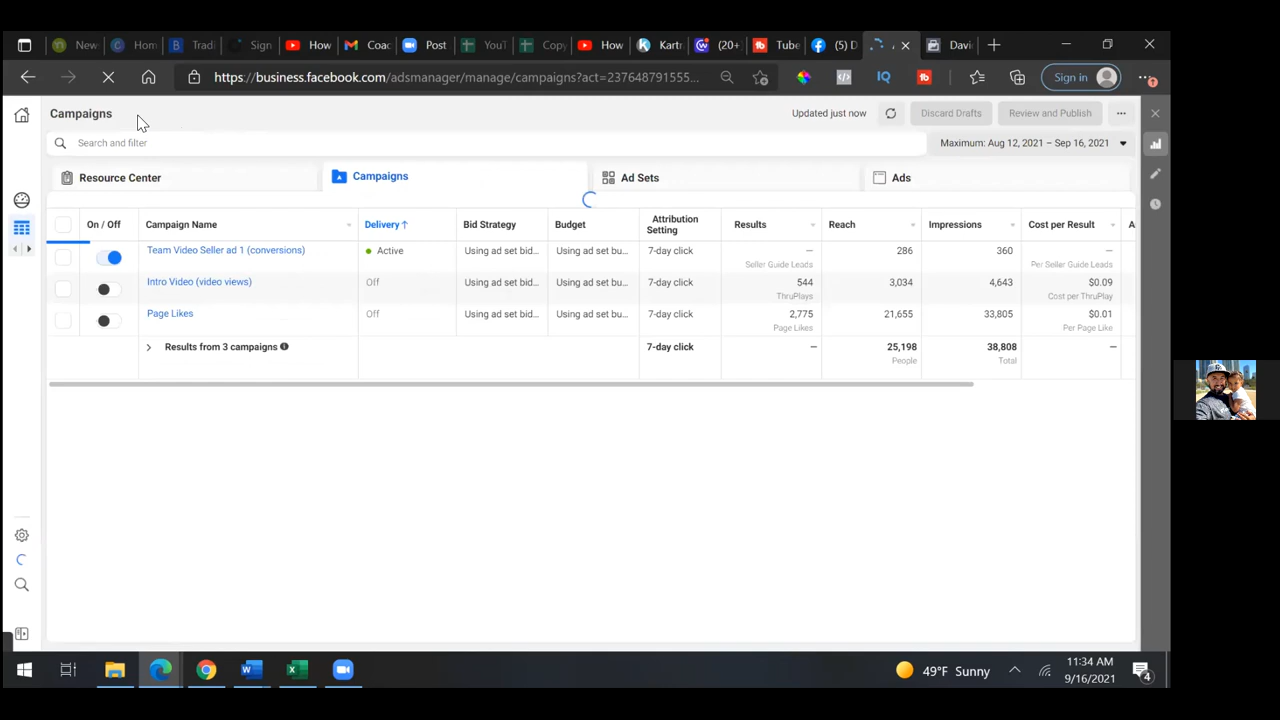 New
Hom
B Tradi
Sign
How
Coac
Post
YouT
Copy
How
Kartr
(20+
Tube
(5) D
Davi
https://business.facebook.com/adsmanager/manage/campaigns?act=237648791555...
IQ
Sign in
Campaigns
Updated just now
Discard Drafts
Review and Publish
Search and filter
Maximum: Aug 12, 2021 – Sep 16, 2021
Resource Center
Campaigns
Ad Sets
Ads
On / Off
Campaign Name
Delivery ↑
Bid Strategy
Budget
Attribution Setting
Results
Reach
Impressions
Cost per Result
Team Video Seller ad 1 (conversions)
Active
Using ad set bid...
Using ad set bu...
7-day click
—
Seller Guide Leads
286
360
—
Per Seller Guide Leads
Intro Video (video views)
Off
Using ad set bid...
Using ad set bu...
7-day click
544
ThruPlays
3,034
4,643
$0.09
Cost per ThruPlay
Page Likes
Off
Using ad set bid...
Using ad set bu...
7-day click
2,775
Page Likes
21,655
33,805
$0.01
Per Page Like
Results from 3 campaigns
7-day click
—
25,198
People
38,808
Total
—
49°F Sunny
11:34 AM
9/16/2021
4